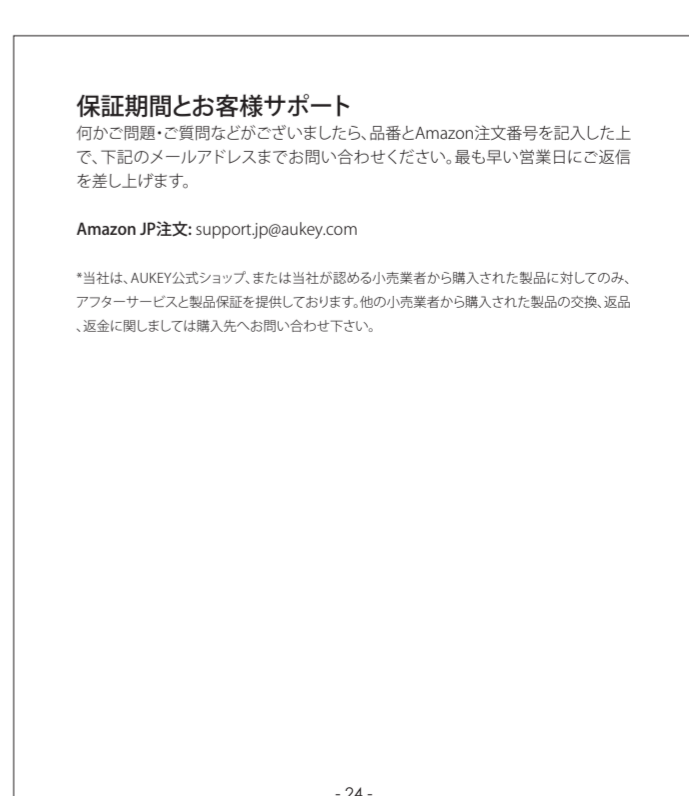 保証期間とお客様サポート
何かご問題・ご質問などがございましたら、品番とAmazon注文番号を記入した上
で、下記のメールアドレスまでお問い合わせください。最も早い営業日にご返信
を差し上げます。
Amazon JP注文: support.jp@aukey.com
*当社は、AUKEY公式ショップ、または当社が認める小売業者から購入された製品に対してのみ、
アフターサービスと製品保証を提供しております。他の小売業者から購入された製品の交換、返品
、返金に関しましては購入先へお問い合わせ下さい。
- 24 -